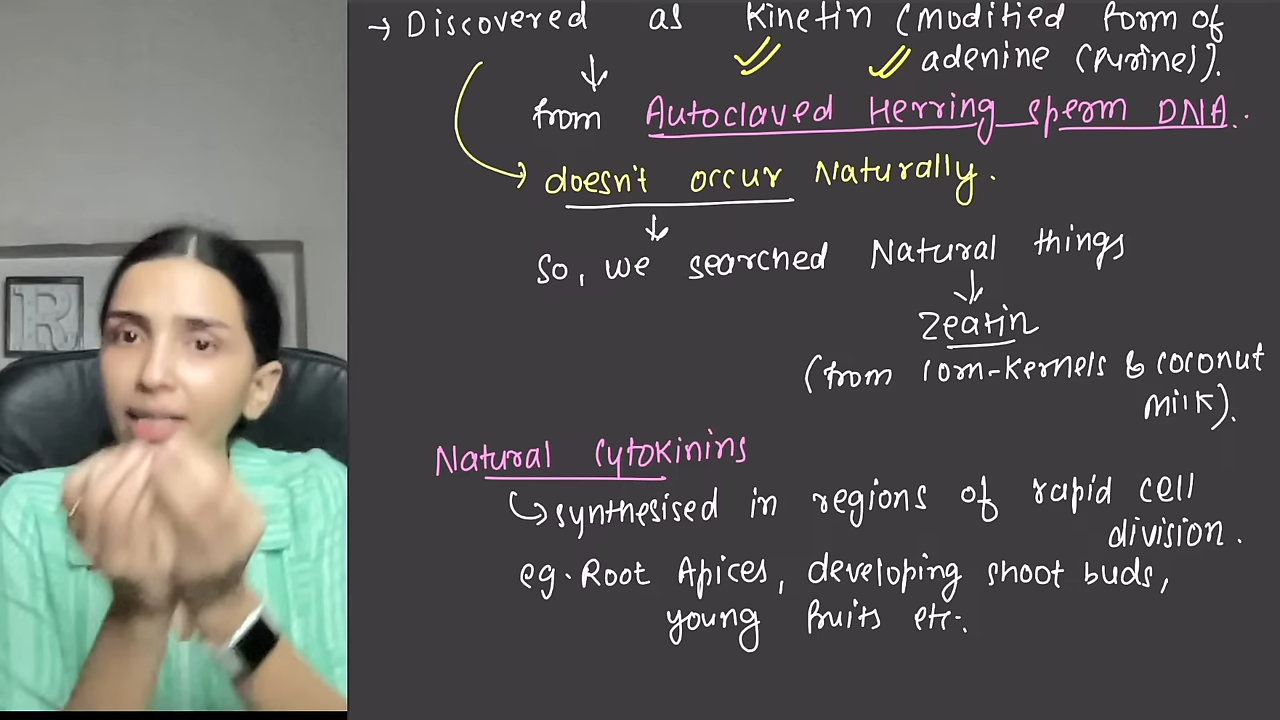 → Discovered as Kinetin (modified form of
adenine (purine)).
from Autoclaved Herring sperm DNA..
doesn't occur Naturally.
So, we searched Natural things
Zeatin
(from corn-kernels & coconut
milk).
Natural Cytokinins
synthesised in regions of rapid cell
division.
eg. Root Apices, developing shoot buds,
young fruits etc.
R